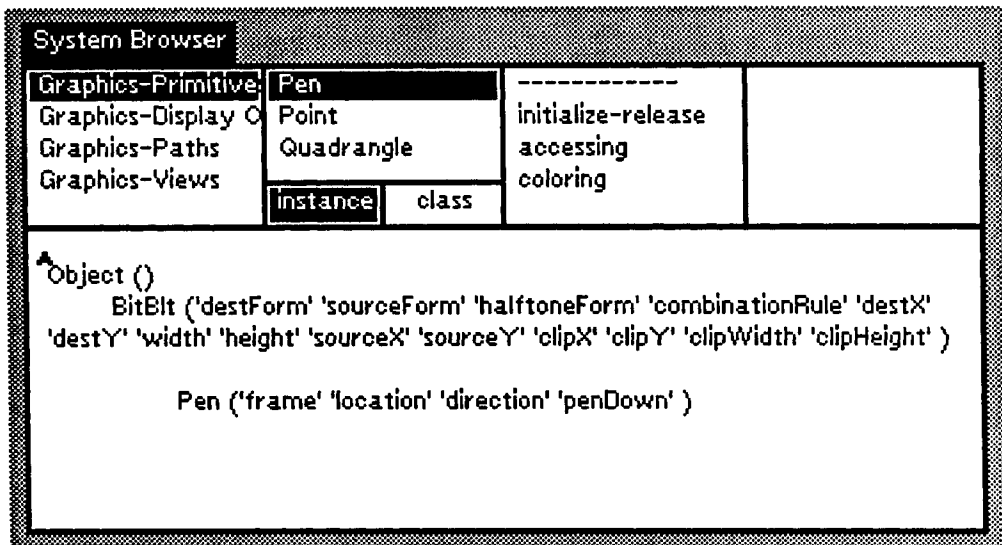 System Browser
Graphics-Primitive
Graphics-Display O
Graphics-Paths
Graphics-Views
Pen
Point
Quadrangle
instance
class
------------
initialize-release
accessing
coloring
Object ()
BitBlt ('destForm' 'sourceForm' 'halftoneForm' 'combinationRule' 'destX'
'destY' 'width' 'height' 'sourceX' 'sourceY' 'clipX' 'clipY' 'clipWidth' 'clipHeight' )
Pen ('frame' 'location' 'direction' 'penDown' )